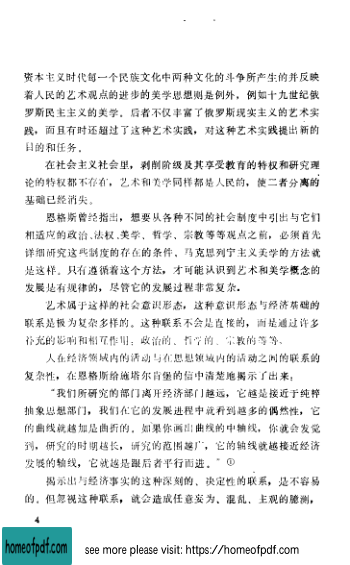 资本主义时代每一个民族文化中两种文化的斗争所产生的并反映
着人民的艺术观点的进步的美学思想则是例外，例如十九世纪俄
罗斯民主主义的美学。后者不仅丰富了俄罗斯现实主义的艺术实
践，而且有时还超过了这种艺术实践，对这种艺术实践提出新的
目的和任务。
在社会主义社会里，剥削阶级及其享受教育的特权和研究理
论的特权都不存在，艺术和美学同样都是人民的，使二者分离的
基础已经消失。
恩格斯曾经指出，想要从各种不同的社会制度中引出与它们
相适应的政治、法权、美学、哲学、宗教等等观点之前，必须首先
详细研究这些制度的存在的条件。马克思列宁主义美学的方法就
是这样。只有遵循着这个方法，才可能认识到艺术和美学概念的
发展是有规律的，尽管它的发展过程非常复杂。
艺术属于这样的社会意识形态，这种意识形态与经济基础的
联系是极为复杂多样的。这种联系不会是直接的，而是通过许多
补充的影响和相互作用：政治的、哲学的、宗教的等等。
人在经济领域内的活动与在思想领域内的活动之间的联系的
复杂性，在恩格斯给施塔尔肯堡的信中清楚地揭示了出来：
“我们所研究的部门离开经济部门越远，它越是接近于纯粹
抽象思想部门，我们在它的发展进程中就看到越多的偶然性，它
的曲线就越加是曲折的。如果你画出曲线的中轴线，你就会发觉
到，研究的时期越长，研究的范围越广，它的轴线就越接近经济
发展的轴线，它就越是跟后者平行而进。”①
揭示出与经济事实的这种深刻的、决定性的联系，是不容易
的。但忽视这种联系，就会造成任意妄为、混乱、主观的臆测，
4
homeofpdf.com
see more please visit: https://homeofpdf.com